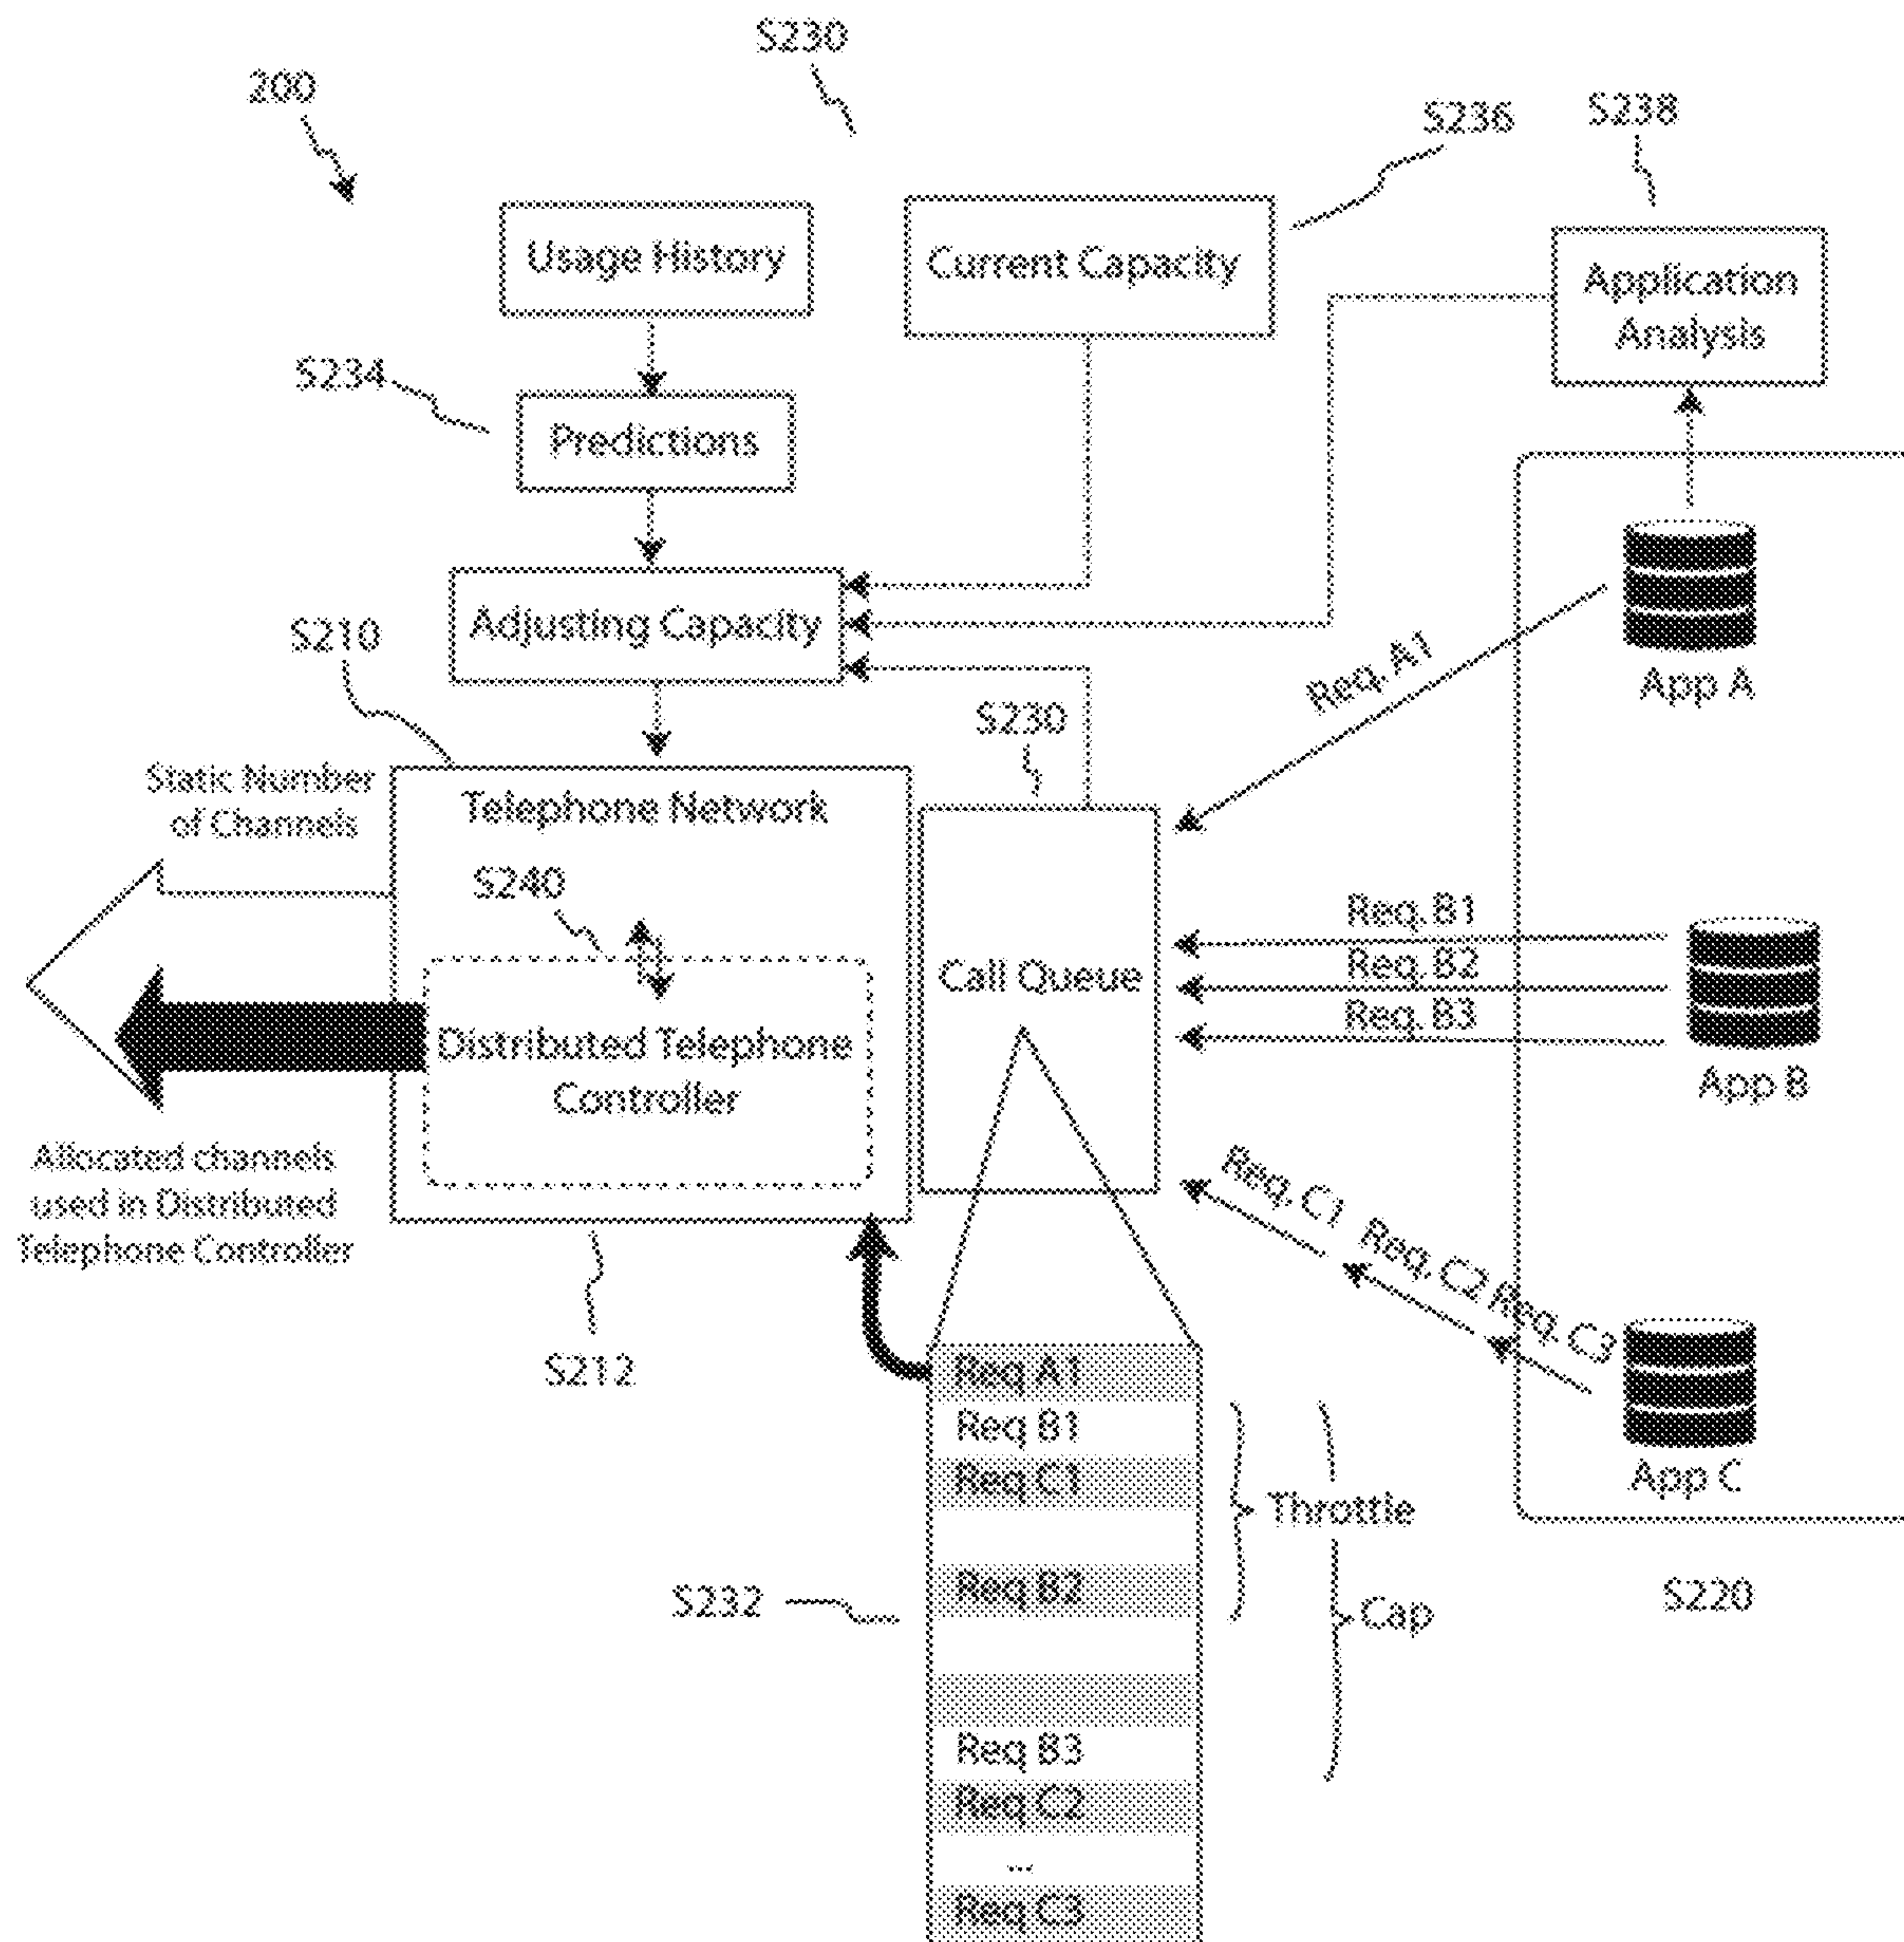 S230
200
S236
S238
Usage History
Current Capacity
Application
Analysis
S234
Predictions
Adjusting Capacity
S210
Req. A1
App A
S230
Static Number
of Channels
Telephone Network
S240
Call Queue
Req. B1
Req. B2
Req. B3
App B
Distributed Telephone
Controller
Allocated channels
used in Distributed
Telephone Controller
Req. C1
Req. C2
Req. C3
S212
App C
Req A1
Req B1
Req C1
Throttle
Req B2
S232
Cap
S220
Req B3
Req C2
...
Req C3